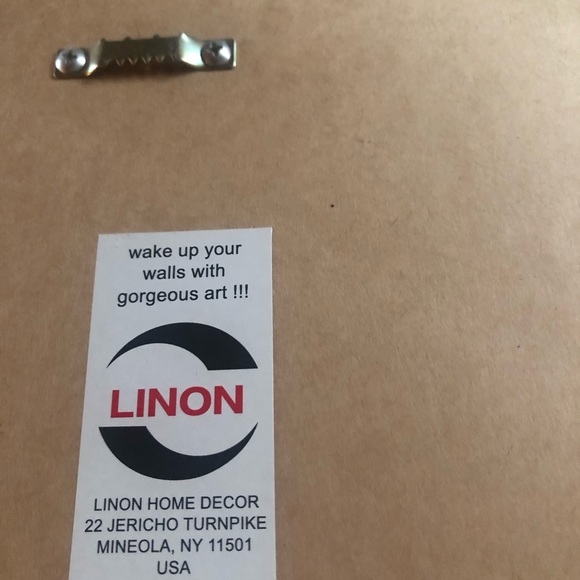 wake up your
walls with
gorgeous art !!!
LINON
LINON HOME DECOR
22 JERICHO TURNPIKE
MINEOLA, NY 11501
USA